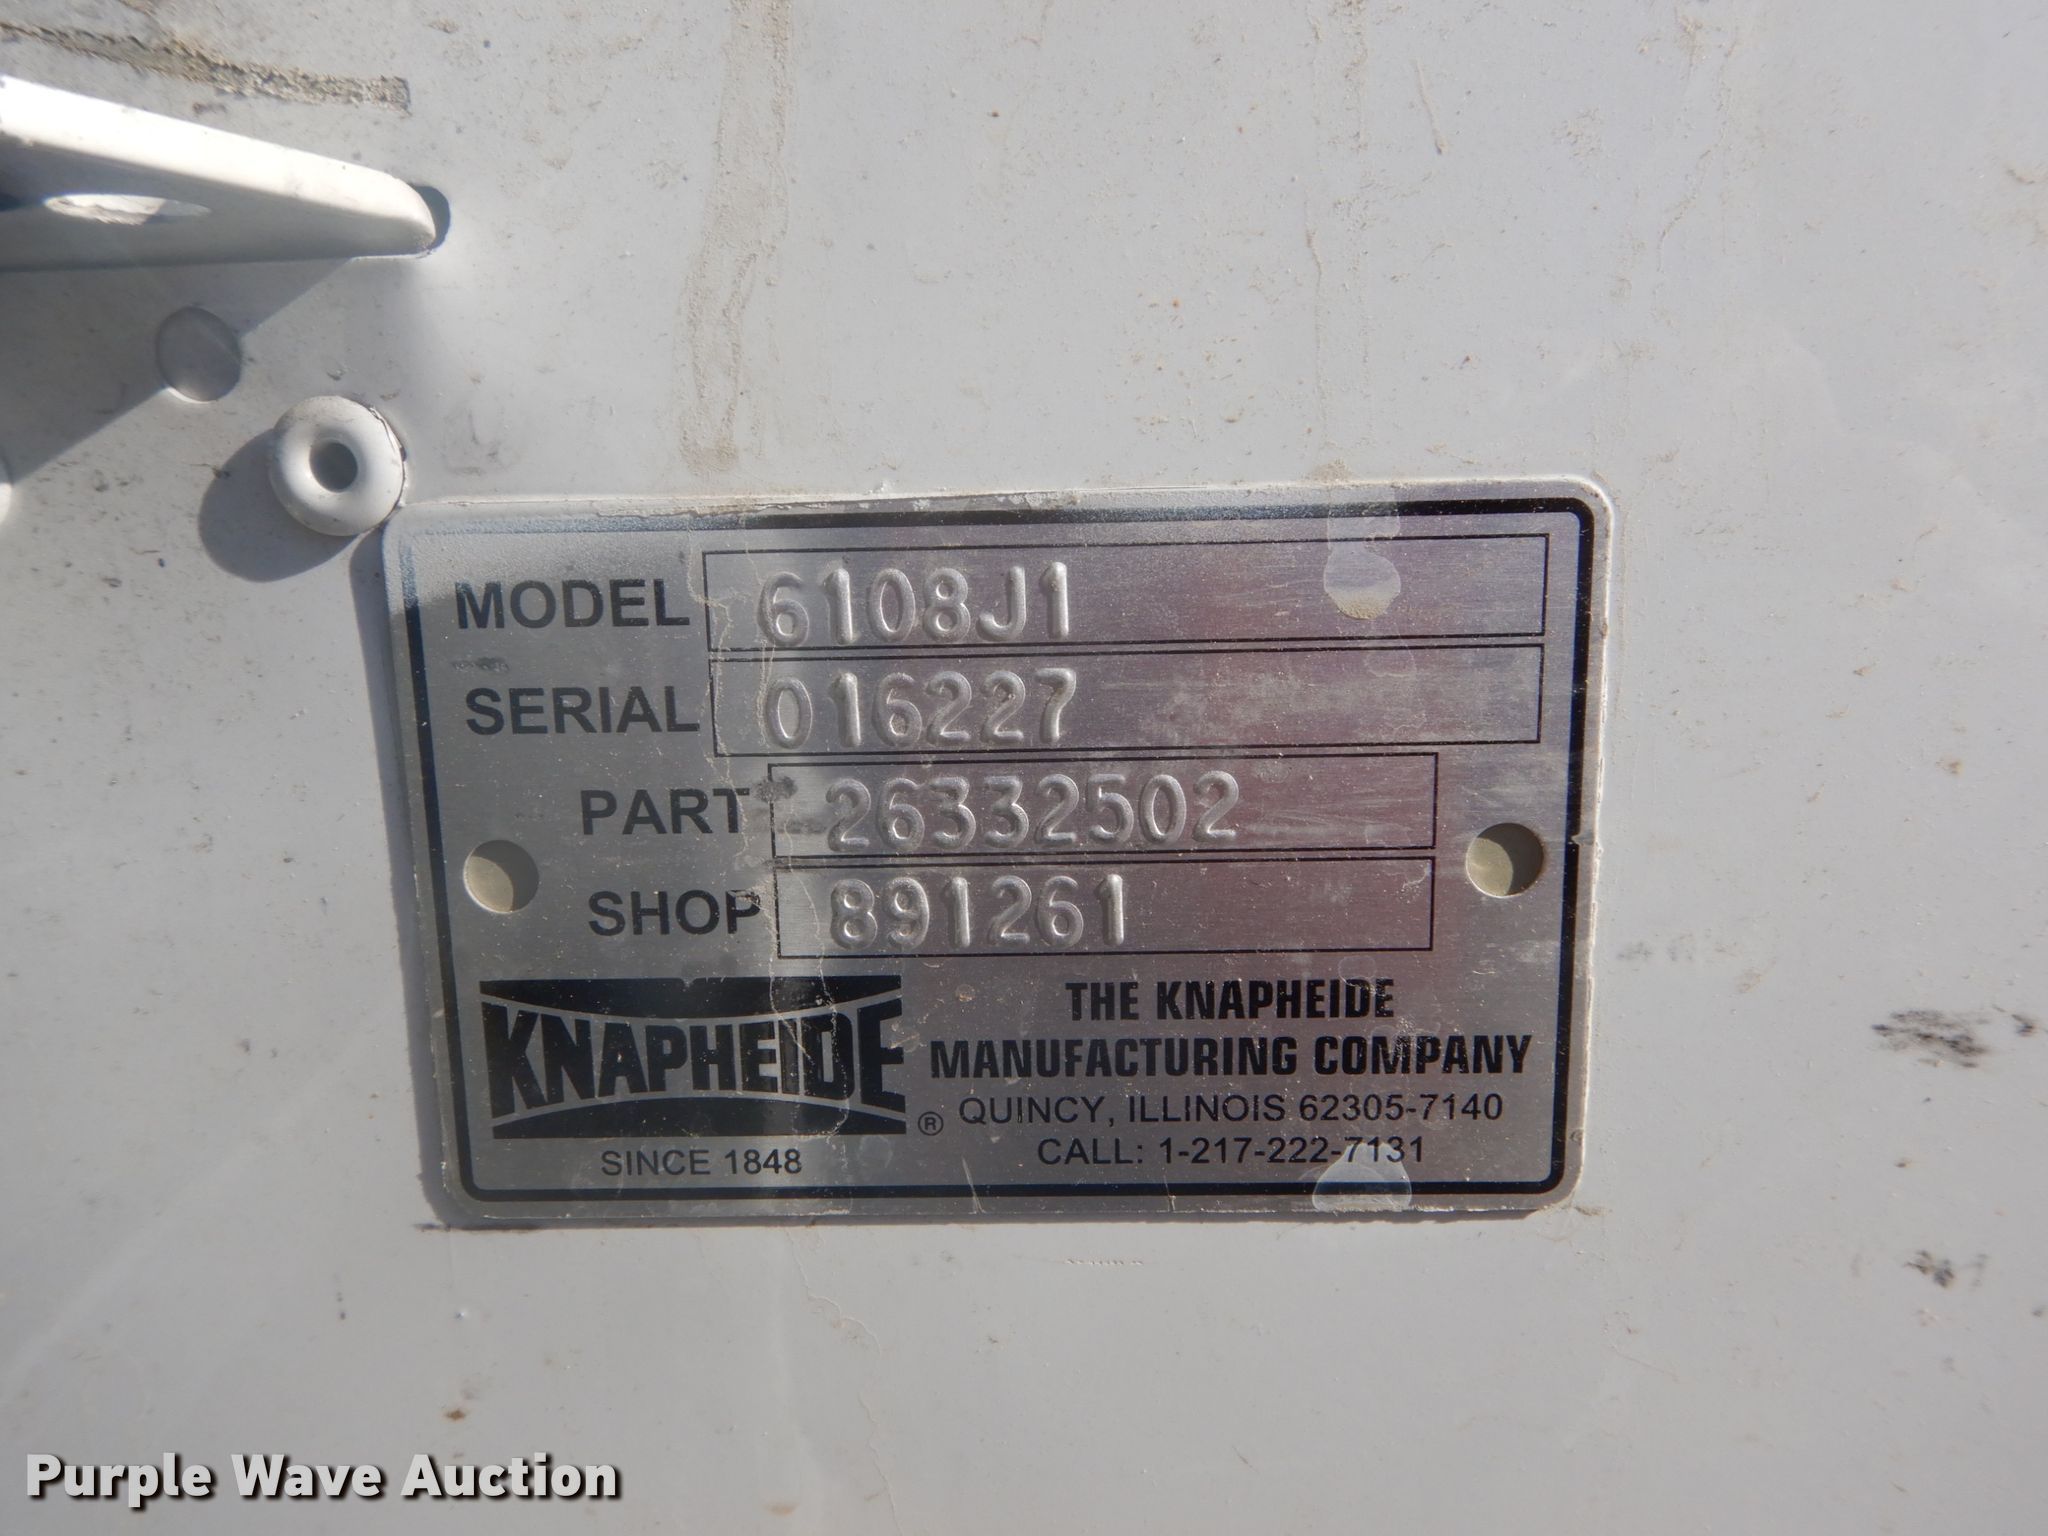 MODEL 6108J1
SERIAL 016227
PART 26332502
SHOP 891261
KNAPHEIDE ®
SINCE 1848
THE KNAPHEIDE
MANUFACTURING COMPANY
QUINCY, ILLINOIS 62305-7140
CALL: 1-217-222-7131
Purple Wave Auction